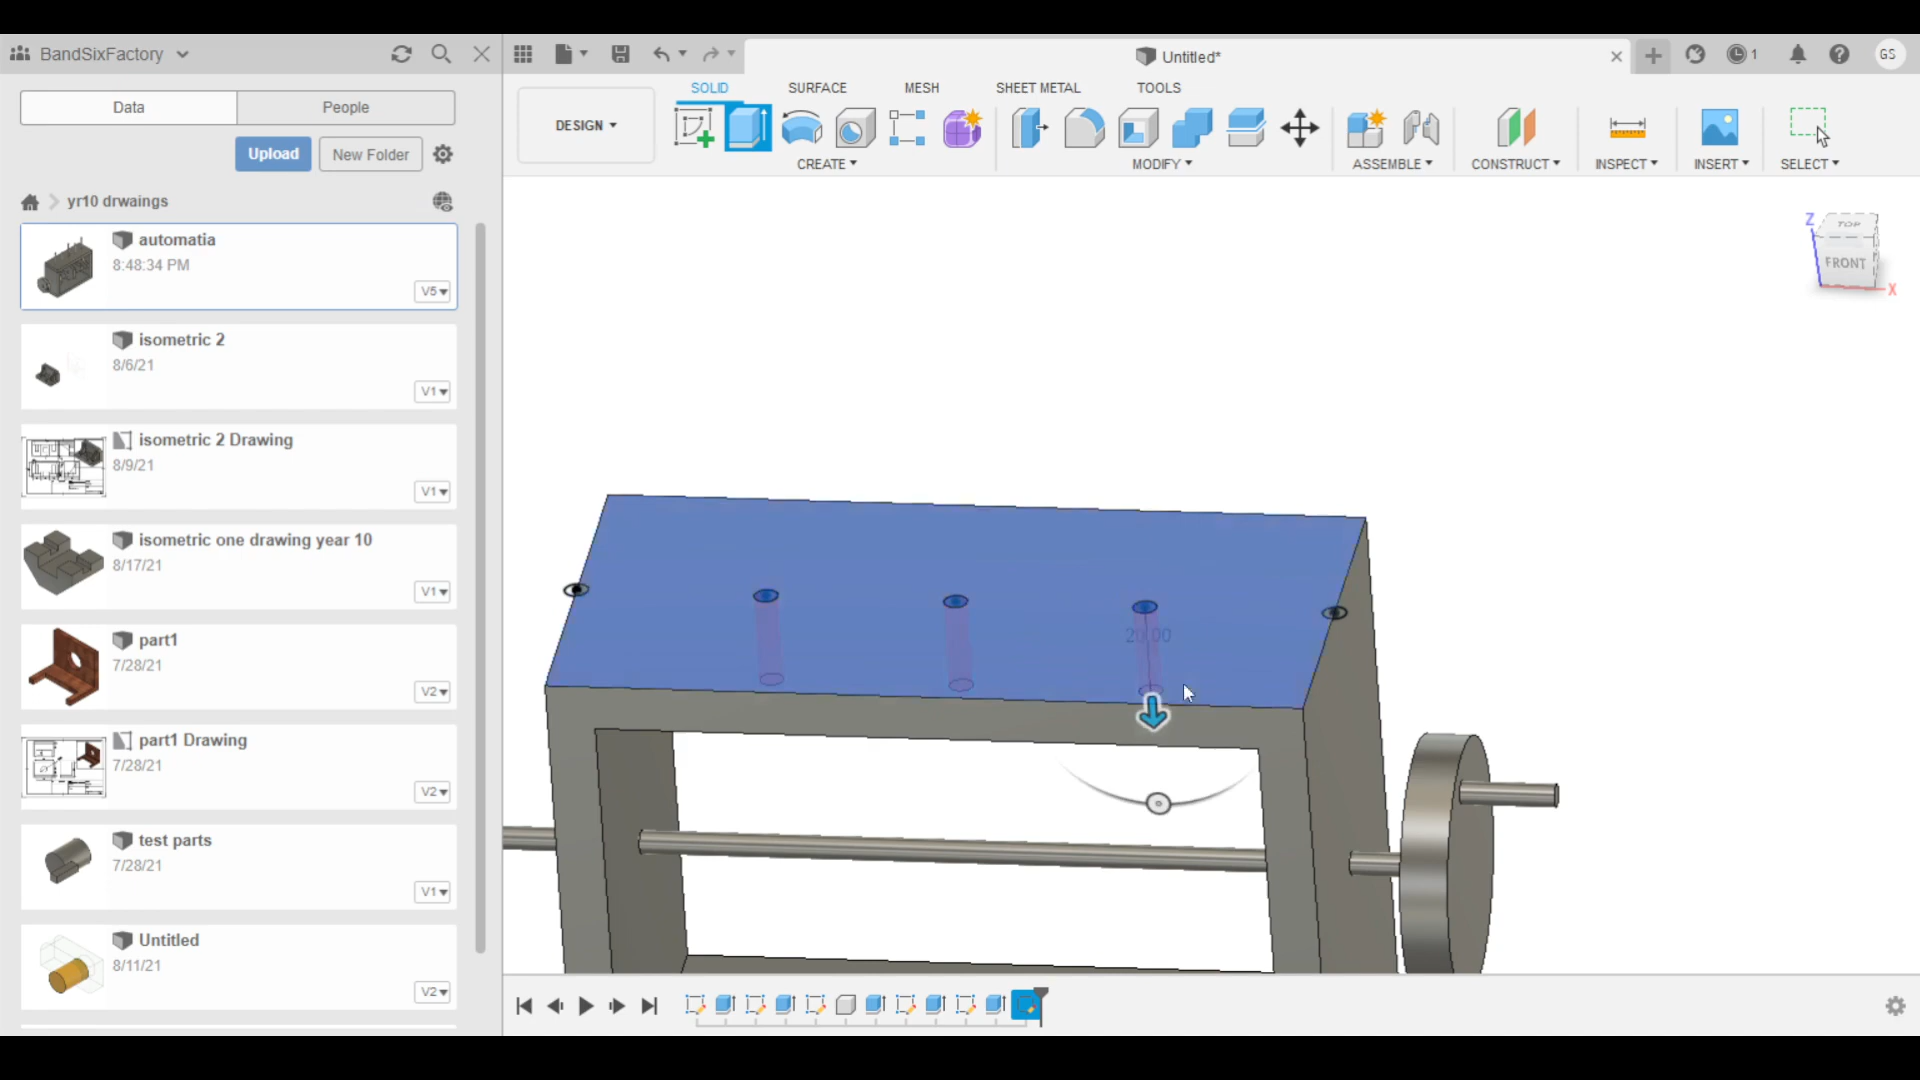 BandSixFactory
Untitled*
1
GS
Data
People
Upload
New Folder
yr10 drwaings
automatia
8:48:34 PM
V5
isometric 2
8/6/21
V1
isometric 2 Drawing
8/9/21
V1
isometric one drawing year 10
8/17/21
V1
part1
7/28/21
V2
part1 Drawing
7/28/21
V2
test parts
7/28/21
V1
Untitled
8/11/21
V2
DESIGN
SOLID
SURFACE
MESH
SHEET METAL
TOOLS
CREATE
MODIFY
ASSEMBLE
CONSTRUCT
INSPECT
INSERT
SELECT
Z
TOP
FRONT
X